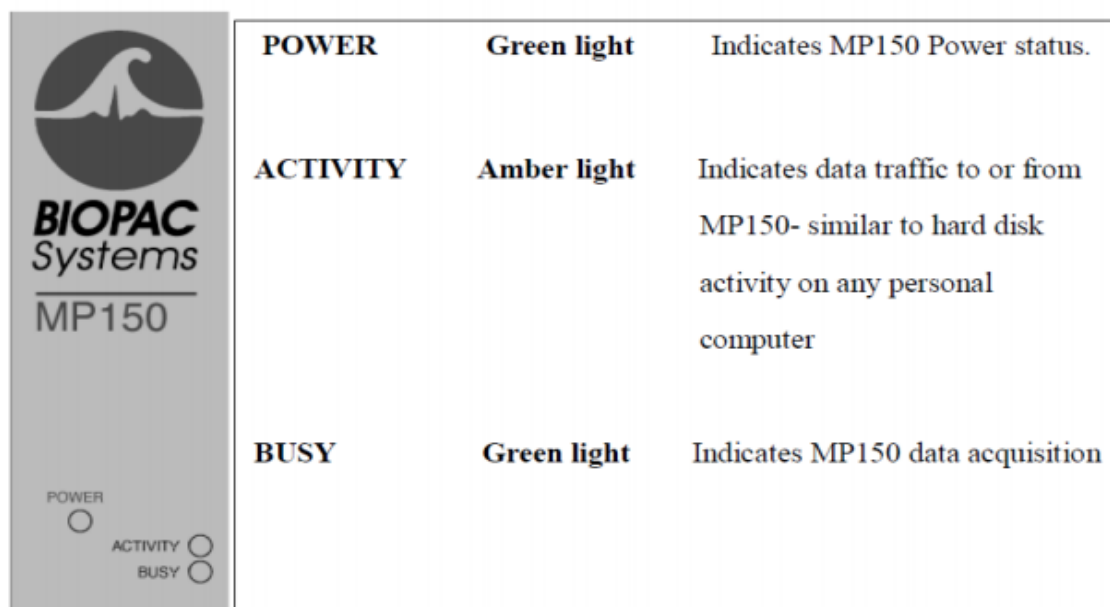 BIOPAC
Systems
MP150
POWER
ACTIVITY
BUSY
POWER Green light Indicates MP150 Power status.
ACTIVITY Amber light Indicates data traffic to or from
MP150- similar to hard disk
activity on any personal
computer
BUSY Green light Indicates MP150 data acquisition